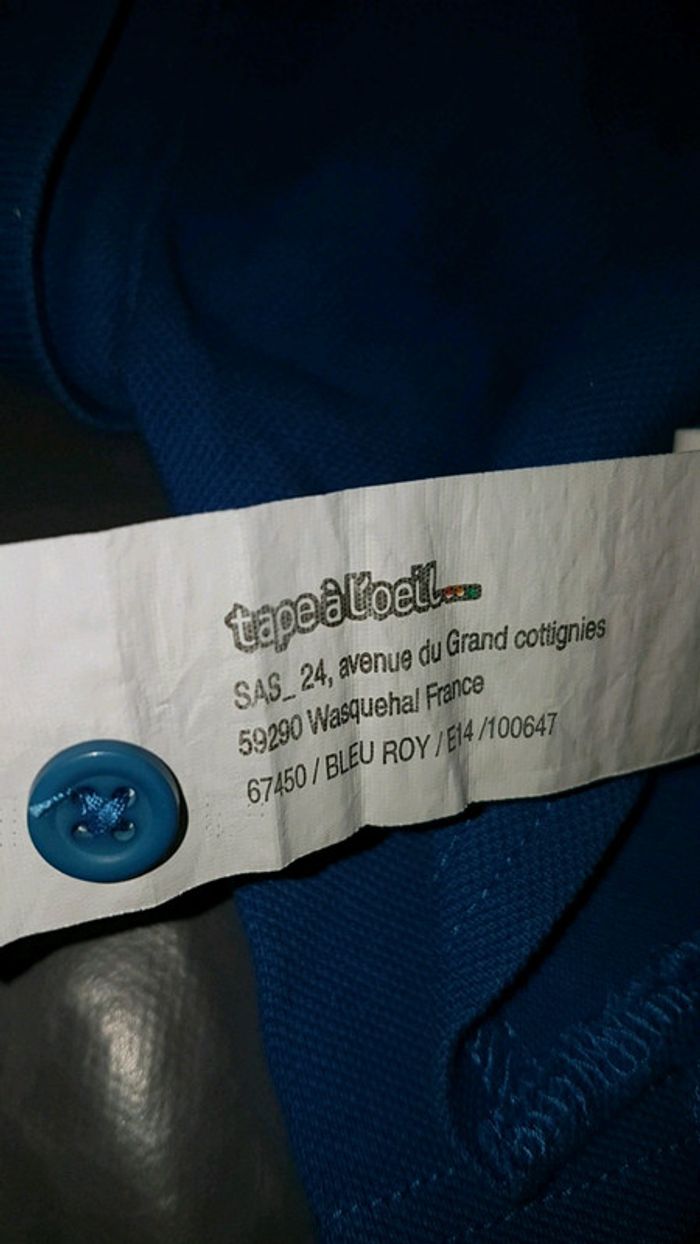 tape à l'oeil
SAS_ 24, avenue du Grand cottignies
59290 Wasquehal France
67450 / BLEU ROY / E14 /100647